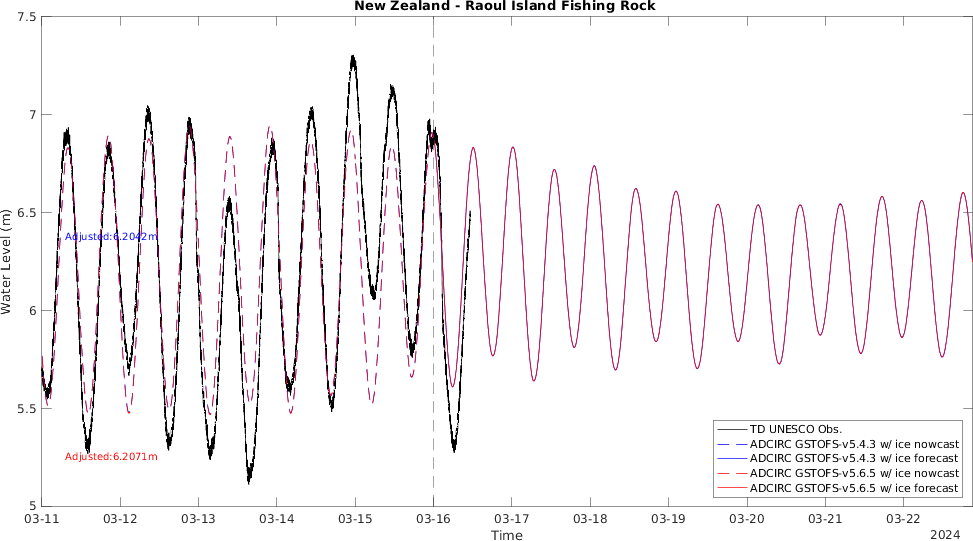 New Zealand - Raoul Island Fishing Rock
7.5
7
6.5
6
5.5
5
Water Level (m)
Adjusted:6.2042m
Adjusted:6.2071m
TD UNESCO Obs.
ADCIRC GSTOFS-v5.4.3 w/ ice nowcast
ADCIRC GSTOFS-v5.4.3 w/ ice forecast
ADCIRC GSTOFS-v5.6.5 w/ ice nowcast
ADCIRC GSTOFS-v5.6.5 w/ ice forecast
03-11 03-12 03-13 03-14 03-15 03-16 03-17 03-18 03-19 03-20 03-21 03-22
Time
2024